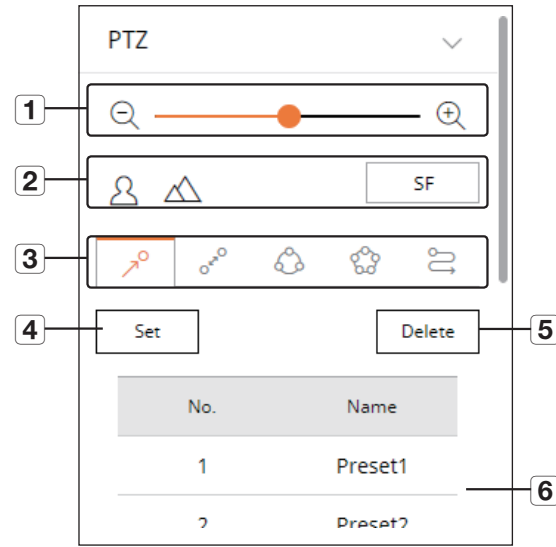 PTZ
1
2
SF
3
4
Set
Delete
5
No. Name
1 Preset1
6
2 Preset2